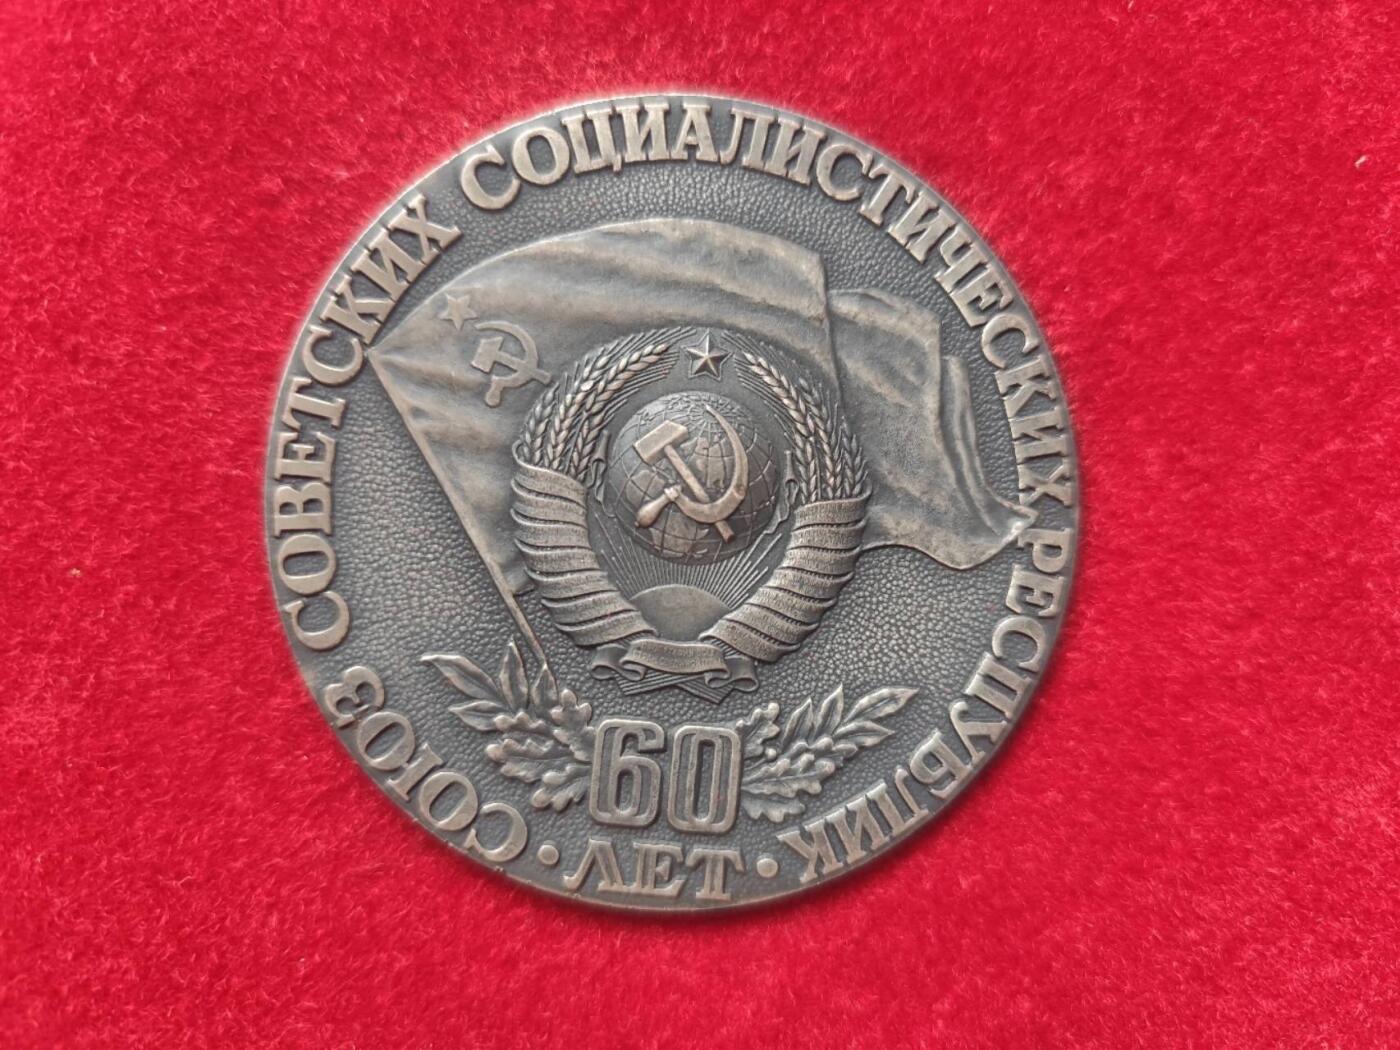 СОЮЗ СОВЕТСКИХ СОЦИАЛИСТИЧЕСКИХ РЕСПУБЛИК
60
· ЛЕТ ·